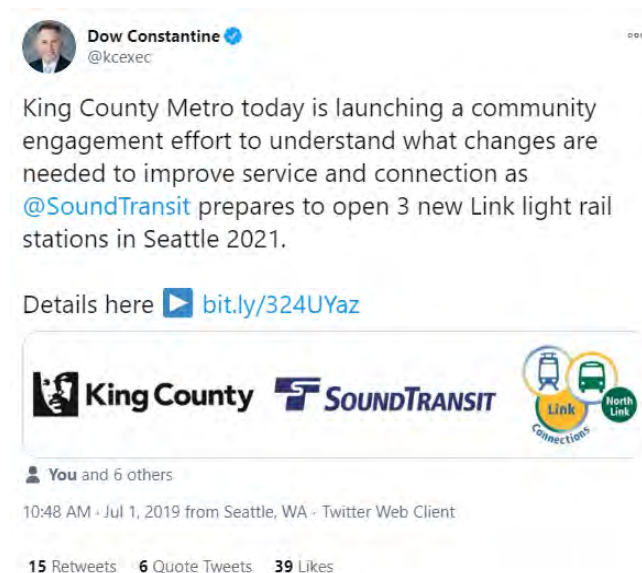 Dow Constantine
@kcexec
King County Metro today is launching a community
engagement effort to understand what changes are
needed to improve service and connection as
@SoundTransit prepares to open 3 new Link light rail
stations in Seattle 2021.
Details here ▶ bit.ly/324UYaz
King County SOUNDTRANSIT Link North Link Connections
You and 6 others
10:48 AM · Jul 1, 2019 from Seattle, WA · Twitter Web Client
15 Retweets 6 Quote Tweets 39 Likes